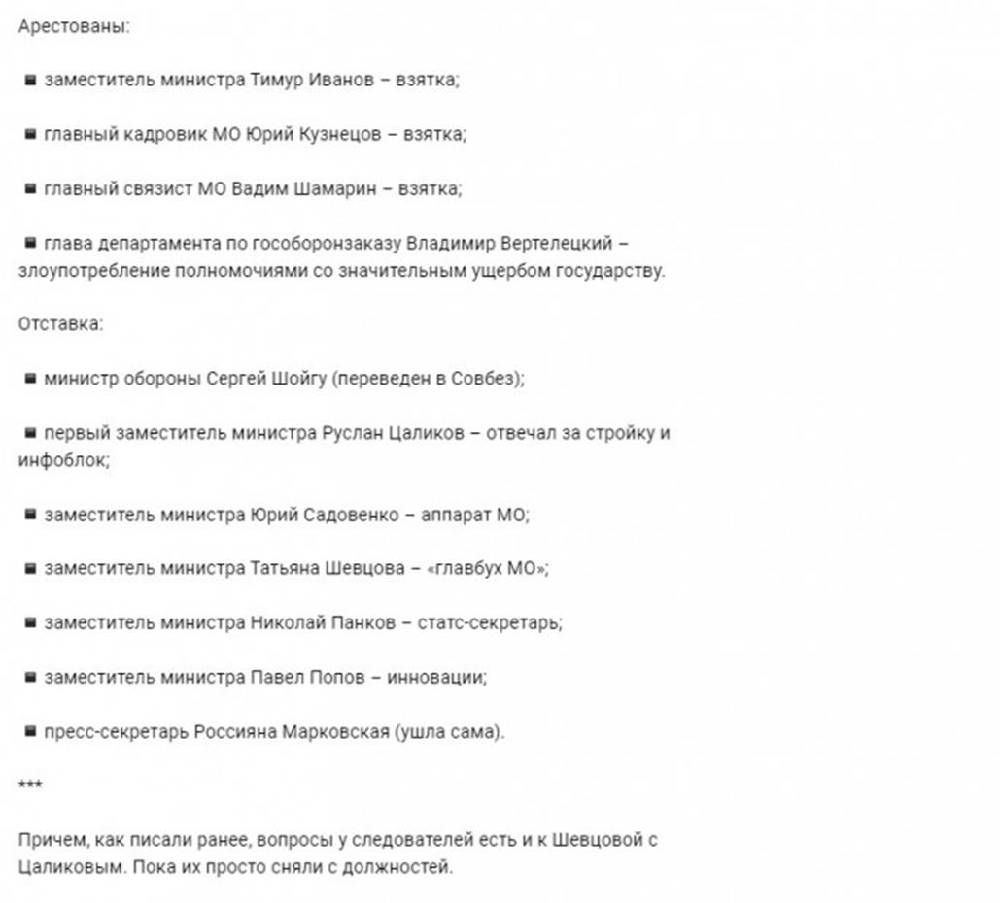 Арестованы:
▪ заместитель министра Тимур Иванов – взятка;
▪ главный кадровик МО Юрий Кузнецов – взятка;
▪ главный связист МО Вадим Шамарин – взятка;
▪ глава департамента по гособоронзаказу Владимир Вертелецкий –
злоупотребление полномочиями со значительным ущербом государству.
Отставка:
▪ министр обороны Сергей Шойгу (переведен в Совбез);
▪ первый заместитель министра Руслан Цаликов – отвечал за стройку и
инфоблок;
▪ заместитель министра Юрий Садовенко – аппарат МО;
▪ заместитель министра Татьяна Шевцова – «главбух МО»;
▪ заместитель министра Николай Панков – статс-секретарь;
▪ заместитель министра Павел Попов – инновации;
▪ пресс-секретарь Россияна Марковская (ушла сама).
***
Причем, как писали ранее, вопросы у следователей есть и к Шевцовой с
Цаликовым. Пока их просто сняли с должностей.